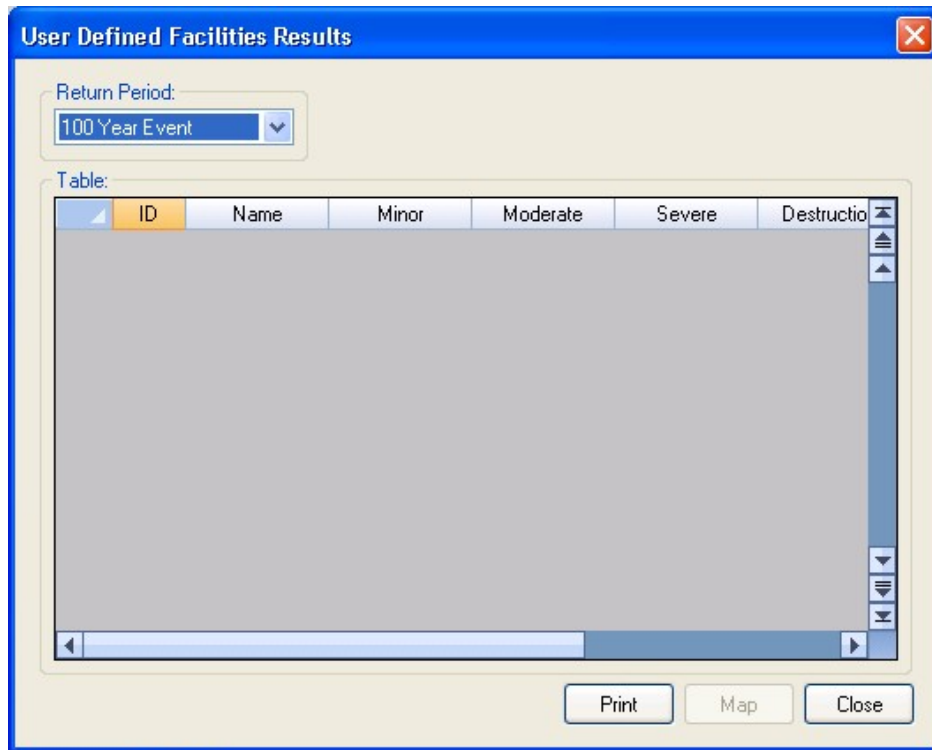 User Defined Facilities Results
Return Period:
100 Year Event
Table:
ID Name Minor Moderate Severe Destructio
Print Map Close